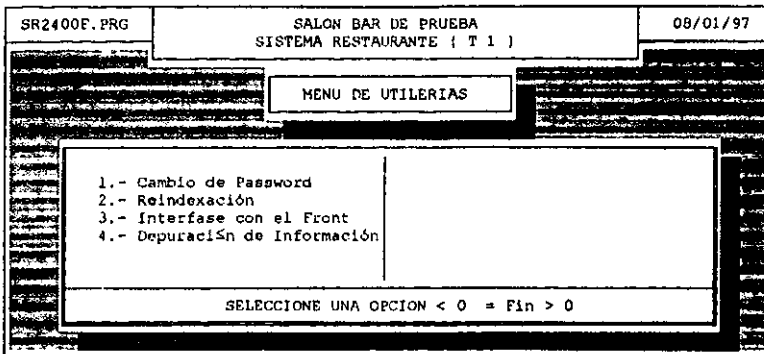 SR2400F.PRG SALON BAR DE PRUEBA 08/01/97
SISTEMA RESTAURANTE ( T 1 )
MENU DE UTILERIAS
1.- Cambio de Password
2.- Reindexación
3.- Interfase con el Front
4.- Depuraci≤n de Información
SELECCIONE UNA OPCION < 0 = Fin > 0